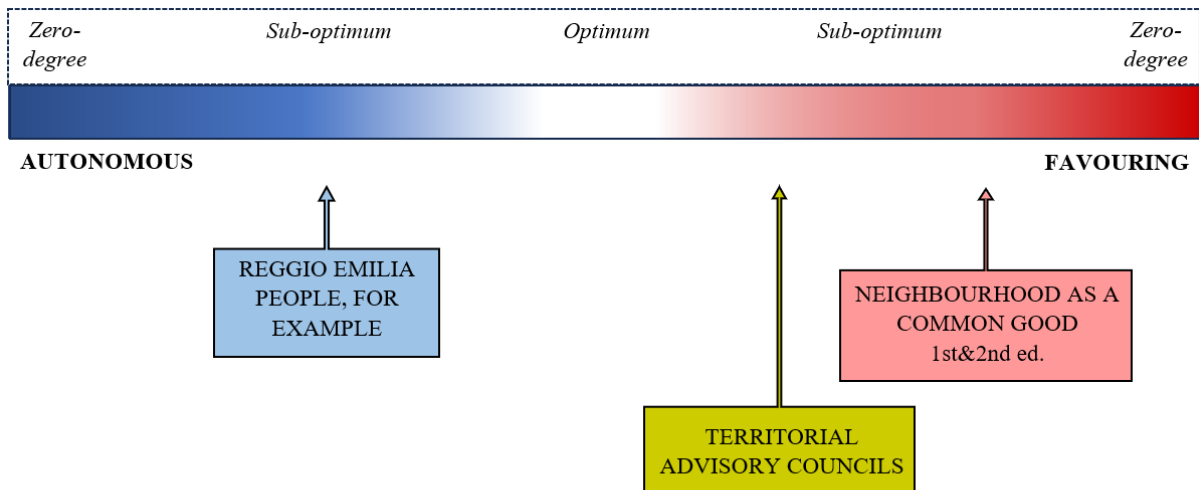 Zero-
degree
Sub-optimum
Optimum
Sub-optimum
Zero-
degree
AUTONOMOUS
FAVOURING
REGGIO EMILIA
PEOPLE, FOR
EXAMPLE
NEIGHBOURHOOD AS A
COMMON GOOD
1st&2nd ed.
TERRITORIAL
ADVISORY COUNCILS